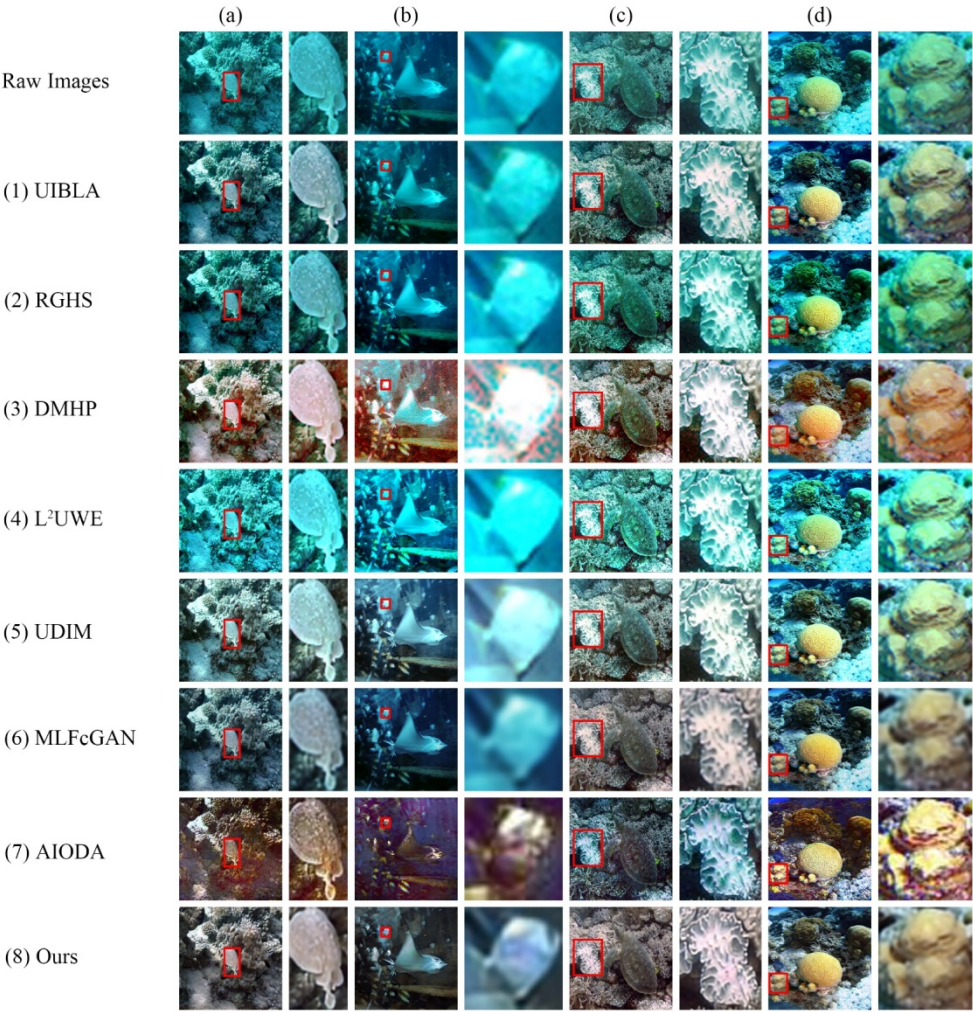 (a) (b) (c) (d)
Raw Images
(1) UIBLA
(2) RGHS
(3) DMHP
(4) L²UWE
(5) UDIM
(6) MLFcGAN
(7) AIODA
(8) Ours